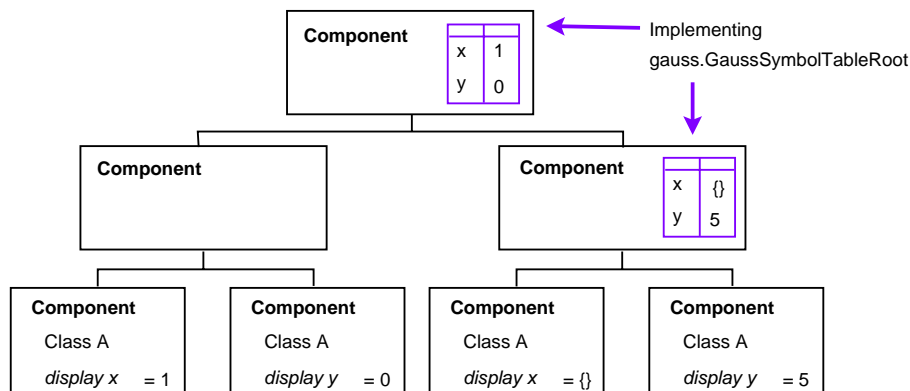 Component
x 1
y 0
Implementing
gauss.GaussSymbolTableRoot
Component
Component
x {}
y 5
Component
Class A
display x = 1
Component
Class A
display y = 0
Component
Class A
display x = {}
Component
Class A
display y = 5